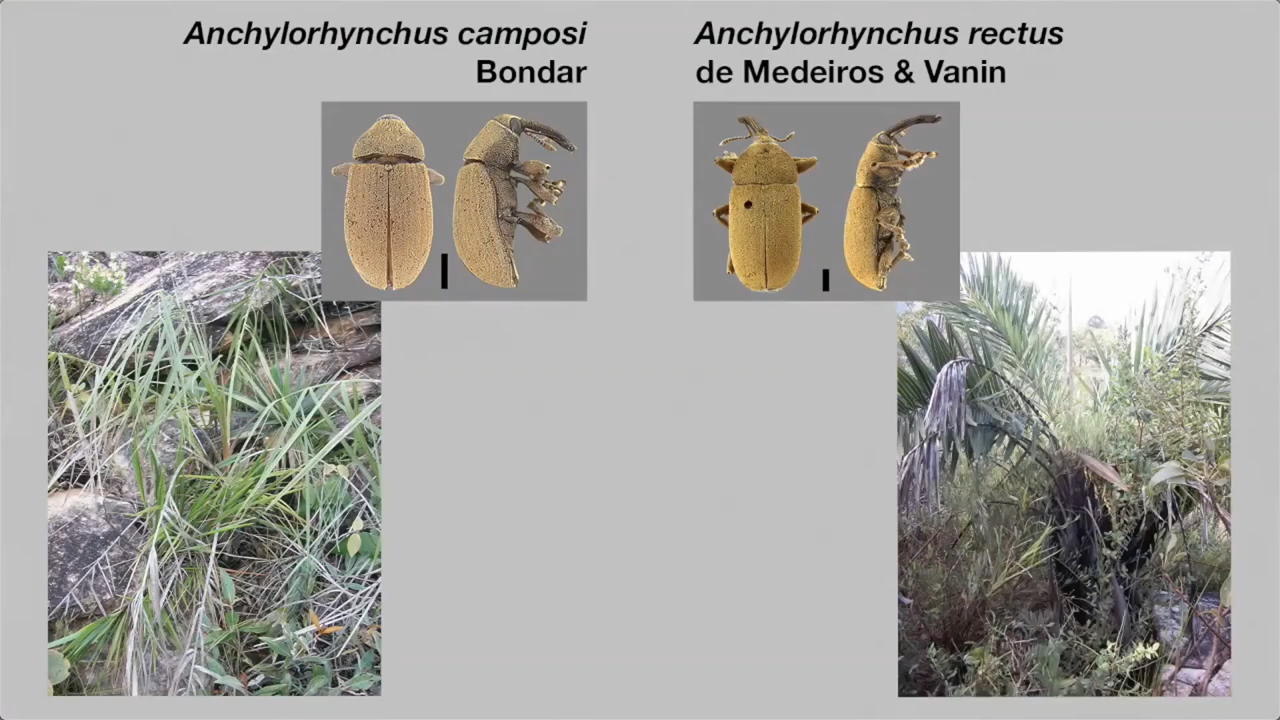 Anchylorhynchus camposi
Bondar
Anchylorhynchus rectus
de Medeiros & Vanin